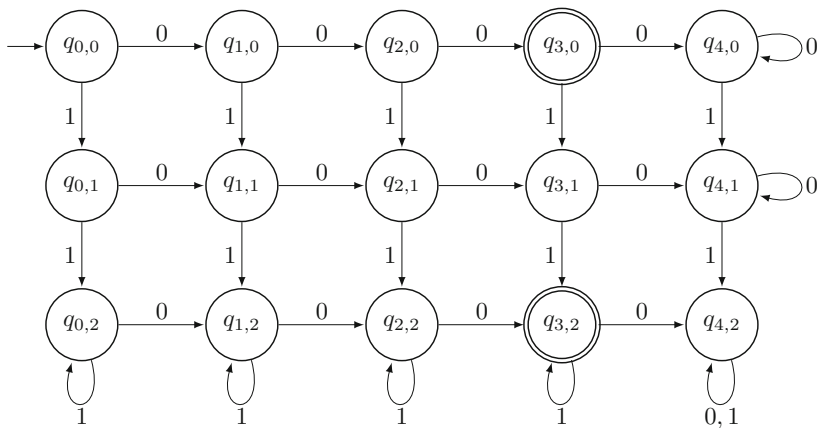 q0,0 0 q1,0 0 q2,0 0 q3,0 0 q4,0 0
1 1 1 1 1
q0,1 0 q1,1 0 q2,1 0 q3,1 0 q4,1 0
1 1 1 1 1
q0,2 0 q1,2 0 q2,2 0 q3,2 0 q4,2
1 1 1 1 0, 1